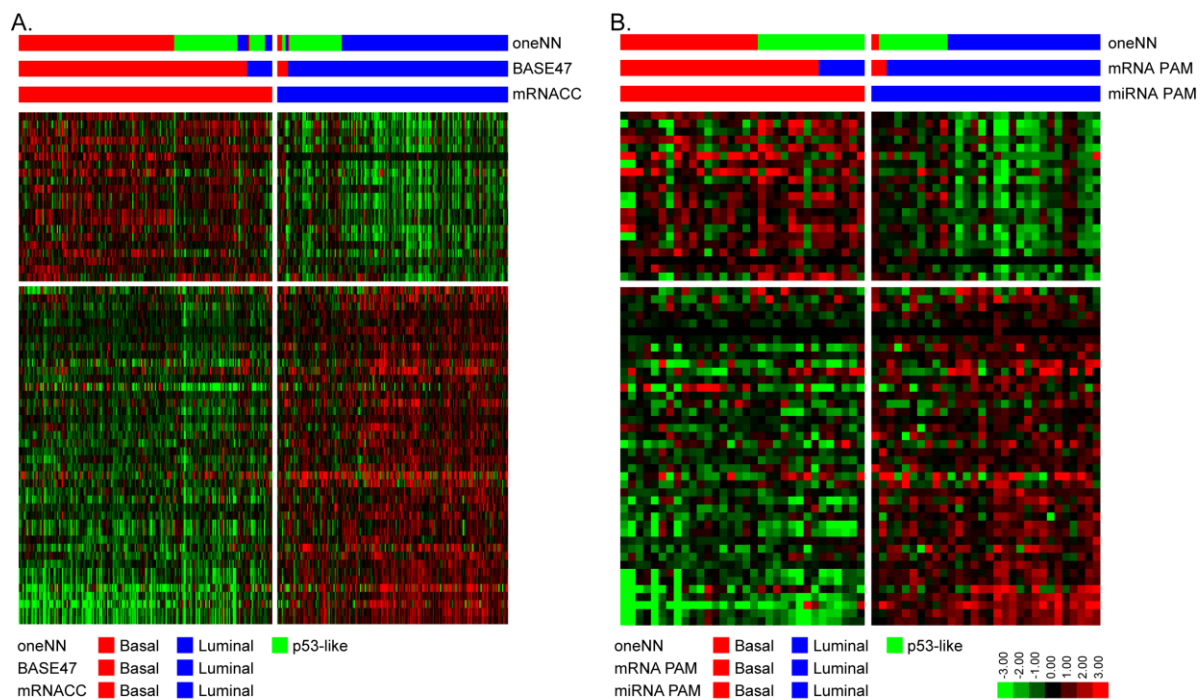 A.
oneNN
BASE47
mRNACC
oneNN Basal Luminal p53-like
BASE47 Basal Luminal
mRNACC Basal Luminal
B.
oneNN
mRNA PAM
miRNA PAM
oneNN Basal Luminal p53-like
mRNA PAM Basal Luminal
miRNA PAM Basal Luminal
-3.00
-2.00
-1.00
0.00
1.00
2.00
3.00